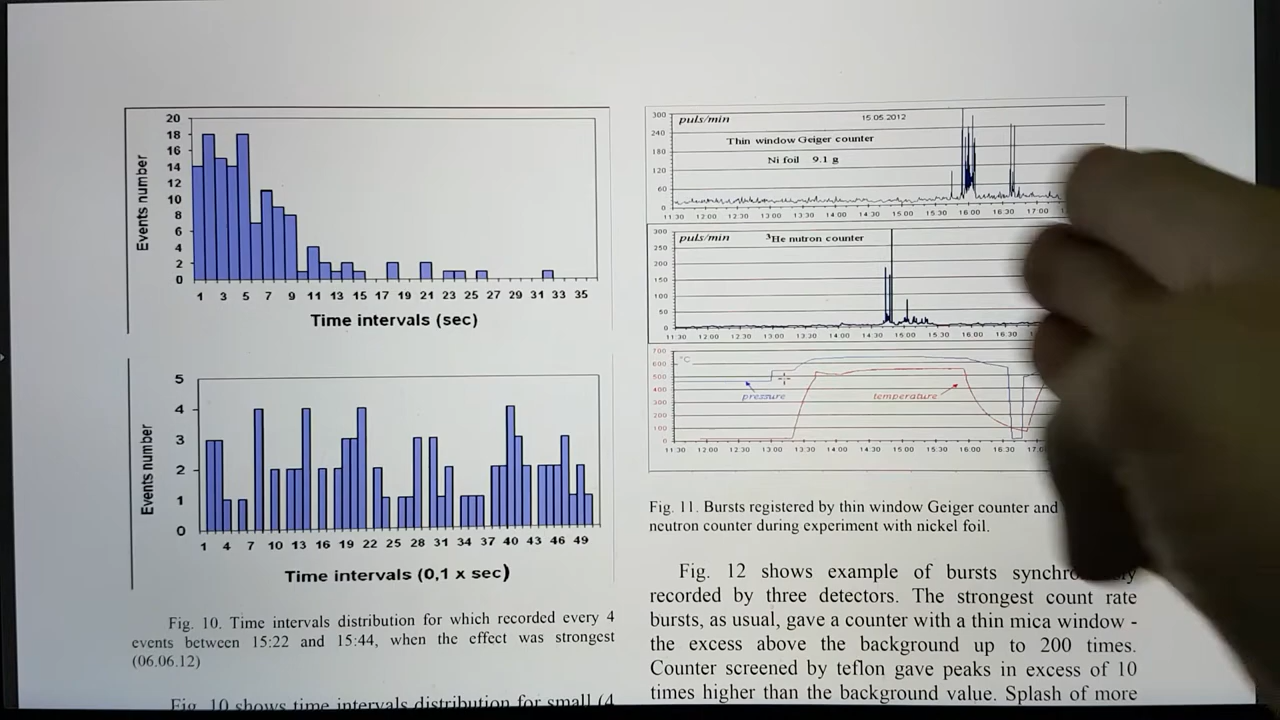 20
18
16
14
12
10
8
6
4
2
0
Events number
1 3 5 7 9 11 13 15 17 19 21 23 25 27 29 31 33 35
Time intervals (sec)
5
4
3
2
1
0
Events number
1 4 7 10 13 16 19 22 25 28 31 34 37 40 43 46 49
Time intervals (0,1 x sec)
Fig. 10. Time intervals distribution for which recorded every 4
events between 15:22 and 15:44, when the effect was strongest
(06.06.12)
Fig. 10 shows time intervals distribution for small (4
300 puls/min 15.05.2012
240 Thin window Geiger counter
180 Ni foil 9.1 g
120
60
0
11 30 12 00 12 30 13 00 13 30 14 00 14 30 15 00 15 30 16 00 16 30 17 00
300 puls/min 3He nutron counter
250
200
150
100
50
0
11 30 12 00 12 30 13 00 13 30 14 00 14 30 15 00 15 30 16 00 16 30
700
600 °C
500
400 pressure temperature
300
200
100
0
11 30 12 00 12 30 13 00 13 30 14 00 14 30 15 00 15 30 16 00 16 30
Fig. 11. Bursts registered by thin window Geiger counter and
neutron counter during experiment with nickel foil.
Fig. 12 shows example of bursts
recorded by three detectors. The strongest count rate
bursts, as usual, gave a counter with a thin mica window -
the excess above the background up to 200 times.
Counter screened by teflon gave peaks in excess of 10
times higher than the background value. Splash of more